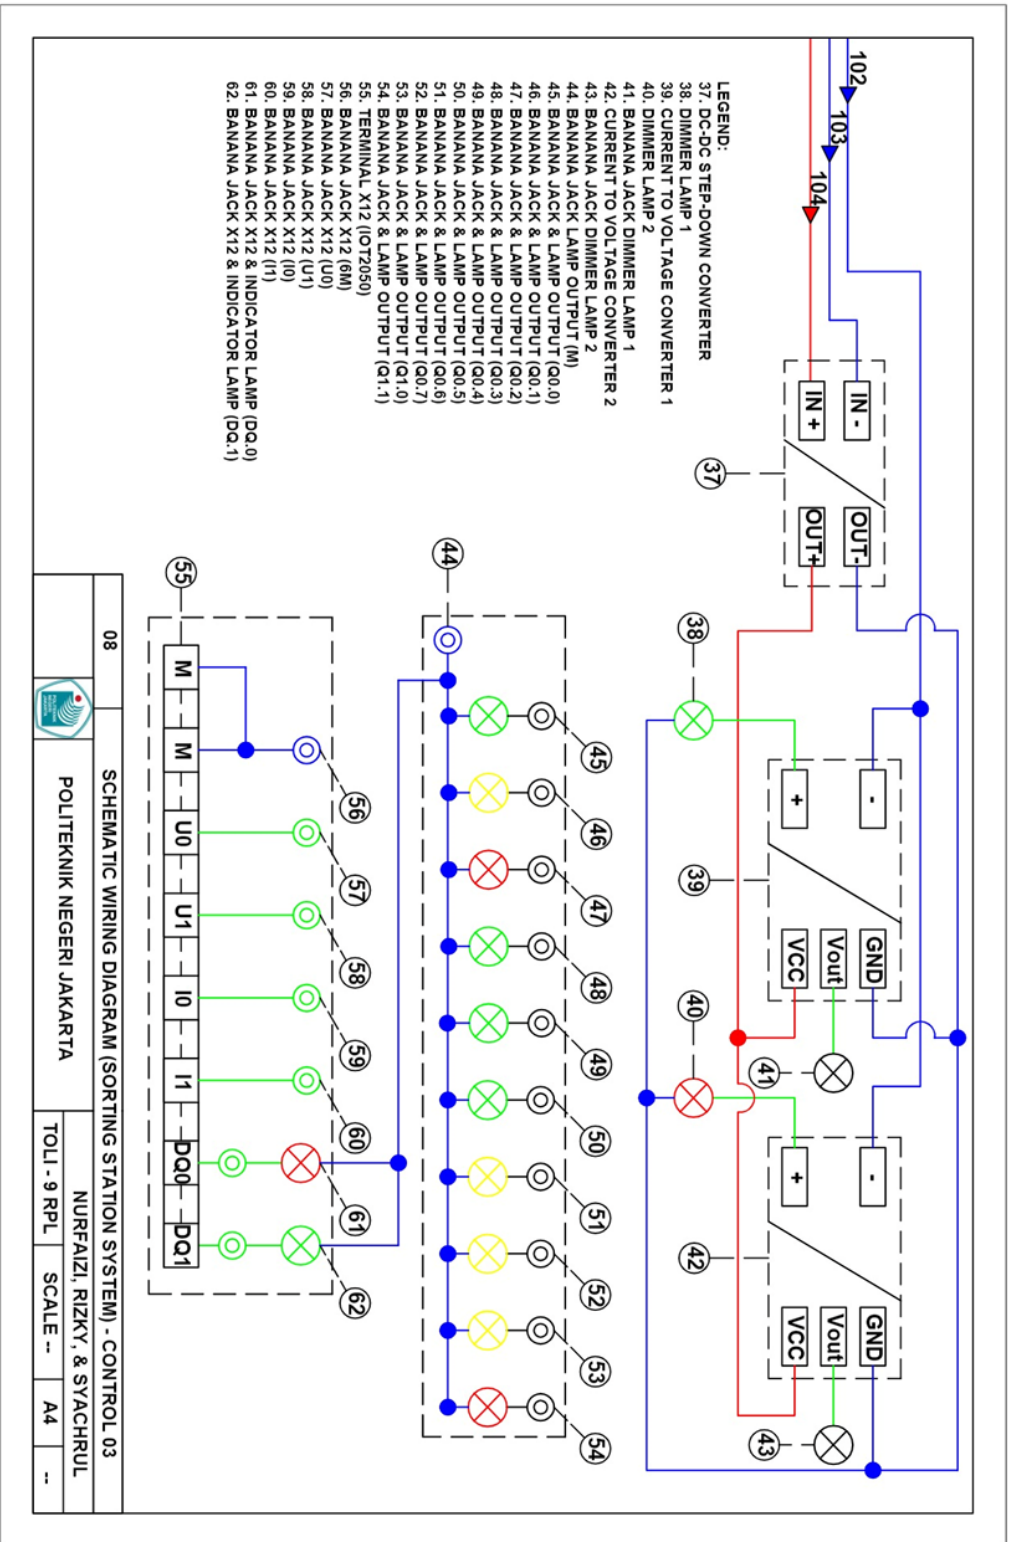 102
103
104
LEGEND:
37. DC-DC STEP-DOWN CONVERTER
38. DIMMER LAMP 1
39. CURRENT TO VOLTAGE CONVERTER 1
40. DIMMER LAMP 2
41. BANANA JACK DIMMER LAMP 1
42. CURRENT TO VOLTAGE CONVERTER 2
43. BANANA JACK DIMMER LAMP 2
44. BANANA JACK LAMP OUTPUT (M)
45. BANANA JACK & LAMP OUTPUT (Q0.0)
46. BANANA JACK & LAMP OUTPUT (Q0.1)
47. BANANA JACK & LAMP OUTPUT (Q0.2)
48. BANANA JACK & LAMP OUTPUT (Q0.3)
49. BANANA JACK & LAMP OUTPUT (Q0.4)
50. BANANA JACK & LAMP OUTPUT (Q0.5)
51. BANANA JACK & LAMP OUTPUT (Q0.6)
52. BANANA JACK & LAMP OUTPUT (Q0.7)
53. BANANA JACK & LAMP OUTPUT (Q1.0)
54. BANANA JACK & LAMP OUTPUT (Q1.1)
55. TERMINAL X12 (IOT2050)
56. BANANA JACK X12 (6M)
57. BANANA JACK X12 (U0)
58. BANANA JACK X12 (U1)
59. BANANA JACK X12 (I0)
60. BANANA JACK X12 (I1)
61. BANANA JACK X12 & INDICATOR LAMP (DQ.0)
62. BANANA JACK X12 & INDICATOR LAMP (DQ.1)
IN -
IN +
OUT-
OUT+
37
38
-
+
39
GND
Vout
VCC
40
41
-
+
42
GND
Vout
VCC
43
44
45
46
47
48
49
50
51
52
53
54
55
56
57
58
59
60
61
62
M
M
U0
U1
I0
I1
DQ0
DQ1
08
SCHEMATIC WIRING DIAGRAM (SORTING STATION SYSTEM) - CONTROL 03
POLITEKNIK NEGERI JAKARTA
NURFAIZI, RIZKY, & SYACHRUL
TOLI - 9 RPL
SCALE --
A4
--